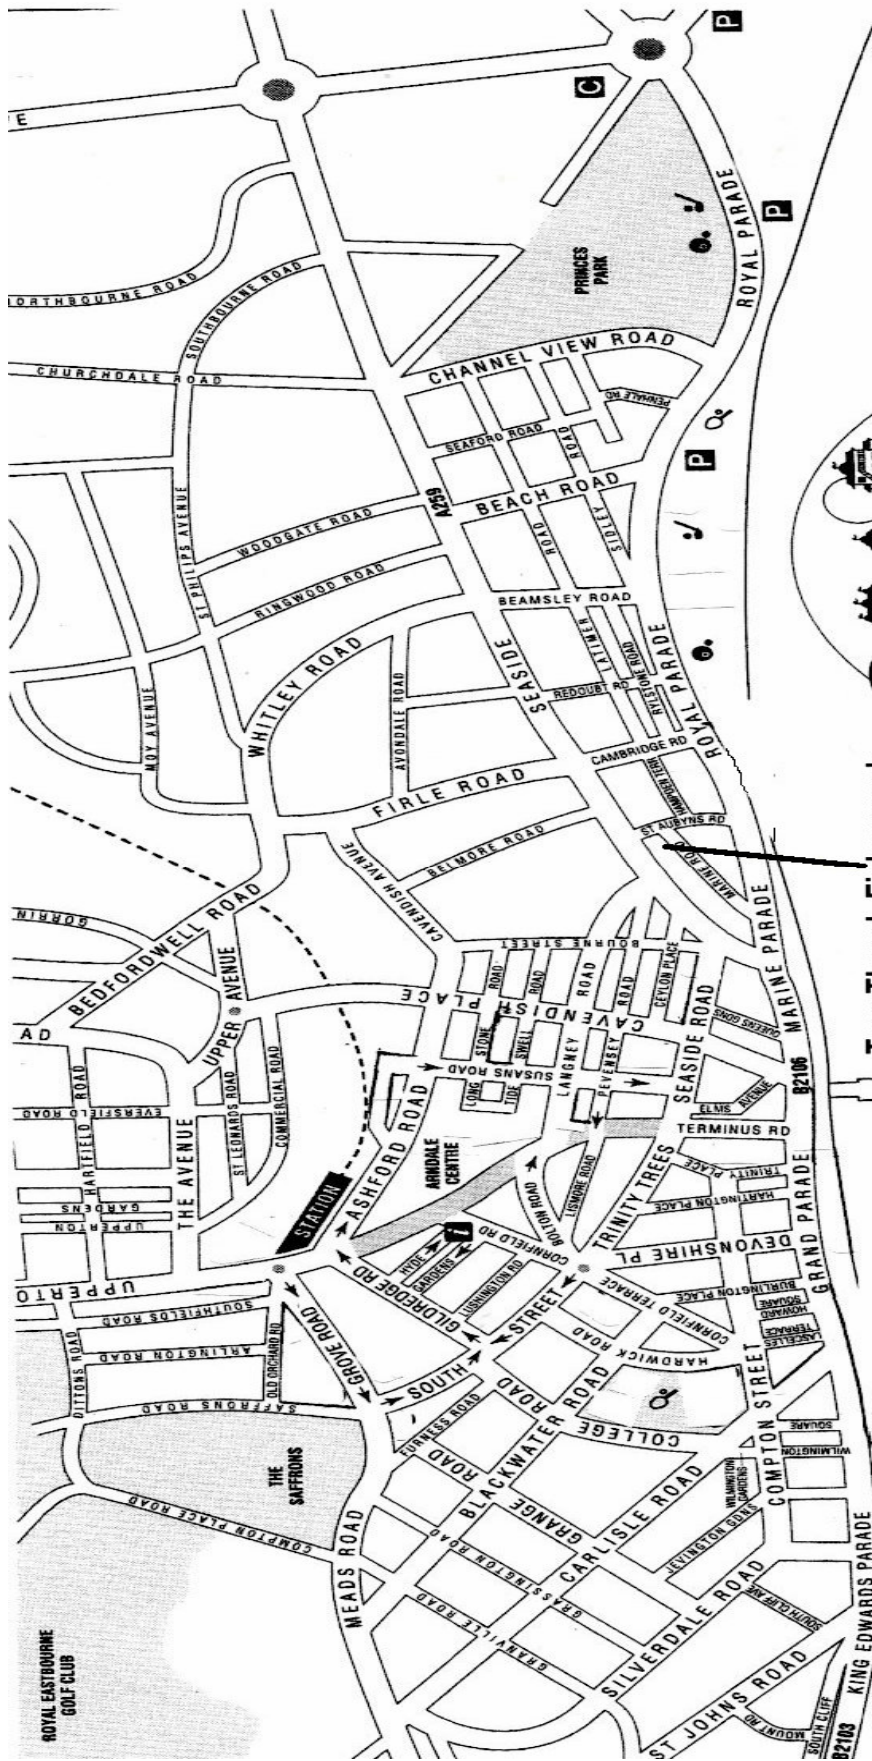 P
C
E
ROYAL PARADE
P
PRINCES
PARK
NORTHBOURNE ROAD
SOUTHBOURNE ROAD
CHURCHDALE ROAD
CHANNEL VIEW ROAD
PENHALE RD
SEAFORD ROAD
ROAD
P
A259
BEACH ROAD
ST PHILIPS AVENUE
WOODGATE ROAD
RINGWOOD ROAD
ROAD
SIDLEY
BEAMSLEY ROAD
LATIMER
RYLSTONE ROAD
REDOUBT RD
WHITLEY ROAD
AVONDALE ROAD
SEASIDE
MOY AVENUE
ROYAL PARADE
CAMBRIDGE RD
HAMPDEN TERR
FIRLE ROAD
ST AUBYNS RD
MARINE ROAD
BELMORE ROAD
CAVENDISH AVENUE
GORRIN
BEDFORDWELL ROAD
BOURNE STREET
MARINE PARADE
UPPER AVENUE
CAVENDISH PLACE
ROAD
ROAD
ROAD
ROAD
CEYLON PLACE
SEASIDE ROAD
QUEENS GDNS
AD
STONE
SWELL
LONG
TIDE
SUSANS ROAD
LANGNEY
PEVENSEY
ELMS
AVENUE
B2106
HARTFIELD ROAD
EVERSFIELD ROAD
ST LEONARDS ROAD
COMMERCIAL ROAD
THE AVENUE
ASHFORD ROAD
ARNDALE
CENTRE
TERMINUS RD
LISMORE ROAD
TRINITY TREES
TRINITY PLACE
HARTINGTON PLACE
UPPERTON
GARDENS
STATION
BOLTON ROAD
CORNFIELD RD
i
HYDE
GARDENS
LUSHINGTON RD
GILDREDGE RD
DEVONSHIRE PL
GRAND PARADE
BURLINGTON PLACE
HOWARD
SQUARE
LASCELLES
TERRACE
CORNFIELD TERRACE
UPPERTO
SOUTHFIELDS ROAD
ARLINGTON ROAD
OLD ORCHARD RD
DITTONS ROAD
SAFFRONS ROAD
GROVE ROAD
SOUTH STREET
HARDWICK ROAD
COMPTON STREET
THE
SAFFRONS
FURNESS ROAD
ROAD
ROAD
BLACKWATER ROAD
COLLEGE
GRANGE
CARLISLE ROAD
WILMINGTON
SQUARE
WILMINGTON
GARDENS
JEVINGTON GDNS
COMPTON PLACE ROAD
MEADS ROAD
GRASSINGTON ROAD
GRANVILLE ROAD
SILVERDALE ROAD
SOUTHCLIFF AVE
KING EDWARDS PARADE
ROYAL EASTBOURNE
GOLF CLUB
ST JOHNS ROAD
MOUNT RD
SOUTH CLIFF
B2103